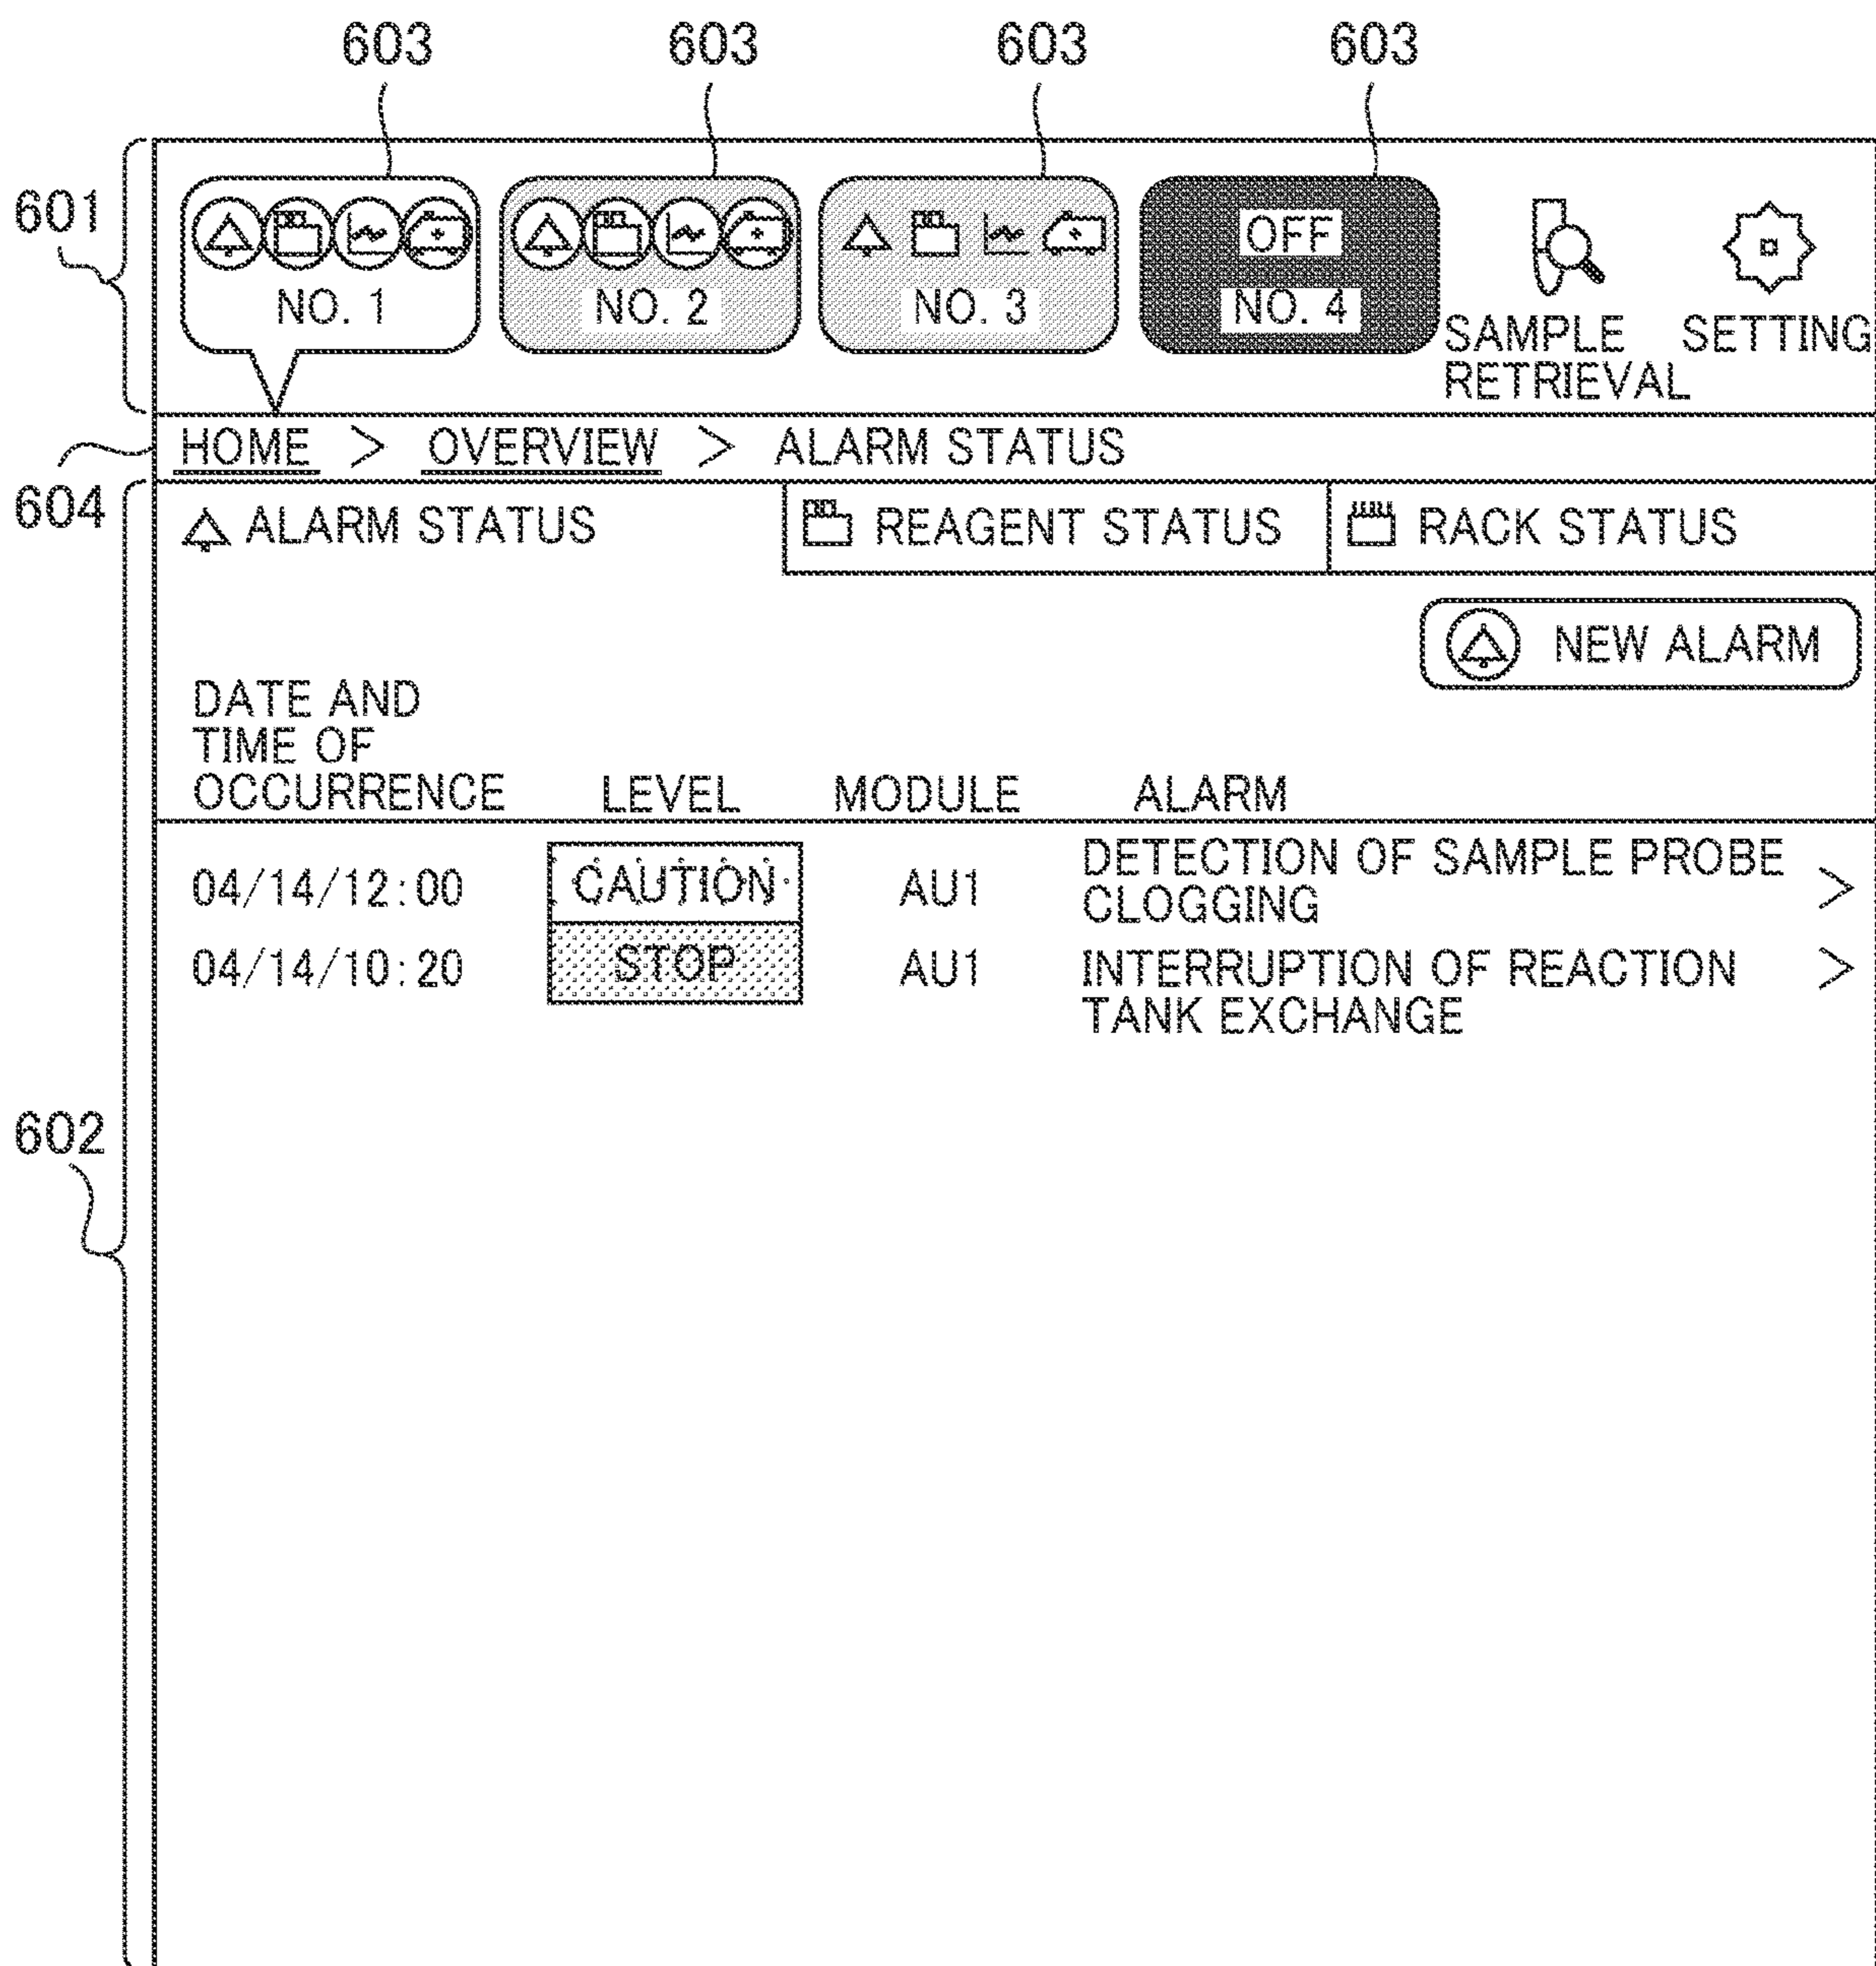 603 603 603 603
601
OFF
NO. 1 NO. 2 NO. 3 NO. 4
SAMPLE RETRIEVAL
SETTING
604
HOME > OVERVIEW > ALARM STATUS
ALARM STATUS REAGENT STATUS RACK STATUS
NEW ALARM
DATE AND
TIME OF
OCCURRENCE LEVEL MODULE ALARM
04/14/12:00 CAUTION AU1 DETECTION OF SAMPLE PROBE
CLOGGING >
04/14/10:20 STOP AU1 INTERRUPTION OF REACTION
TANK EXCHANGE >
602